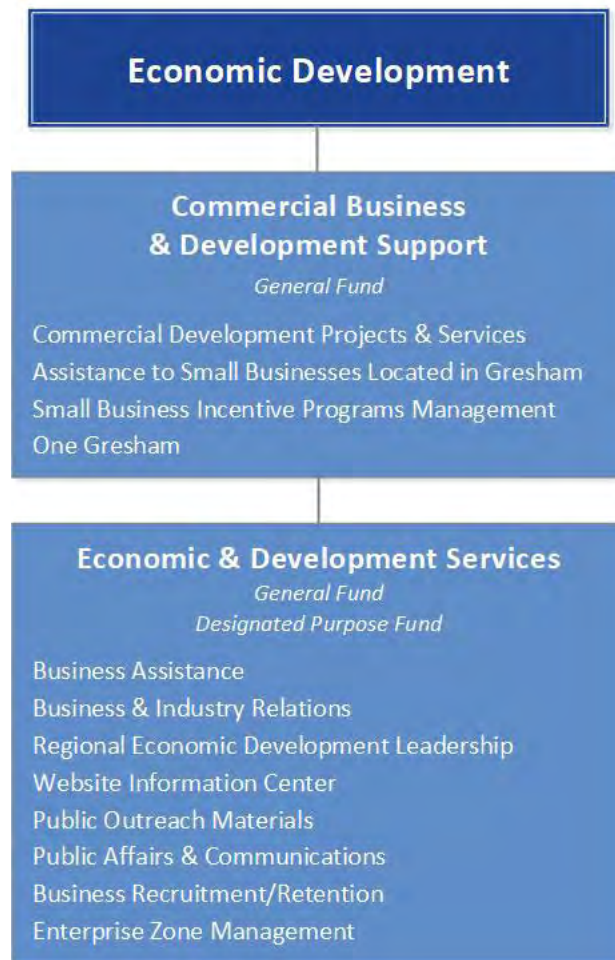 Economic Development
Commercial Business
& Development Support
General Fund
Commercial Development Projects & Services
Assistance to Small Businesses Located in Gresham
Small Business Incentive Programs Management
One Gresham
Economic & Development Services
General Fund
Designated Purpose Fund
Business Assistance
Business & Industry Relations
Regional Economic Development Leadership
Website Information Center
Public Outreach Materials
Public Affairs & Communications
Business Recruitment/Retention
Enterprise Zone Management